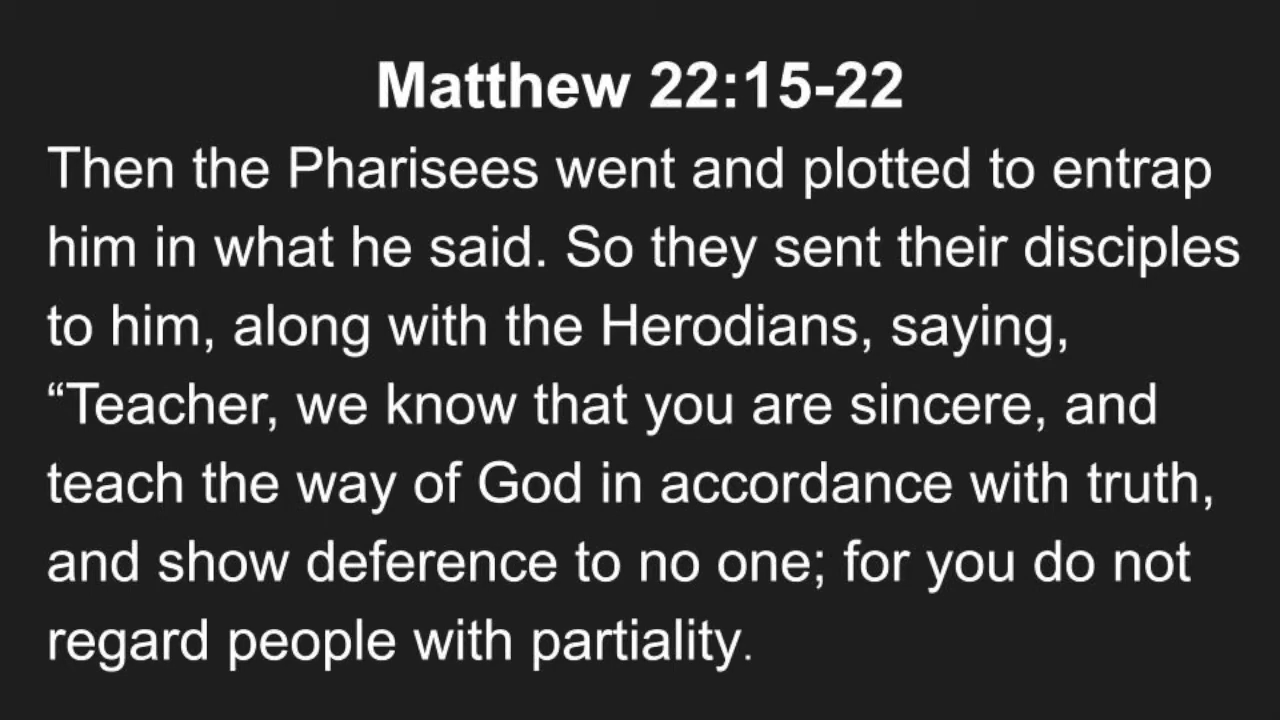 Matthew 22:15-22
Then the Pharisees went and plotted to entrap
him in what he said. So they sent their disciples
to him, along with the Herodians, saying,
“Teacher, we know that you are sincere, and
teach the way of God in accordance with truth,
and show deference to no one; for you do not
regard people with partiality.